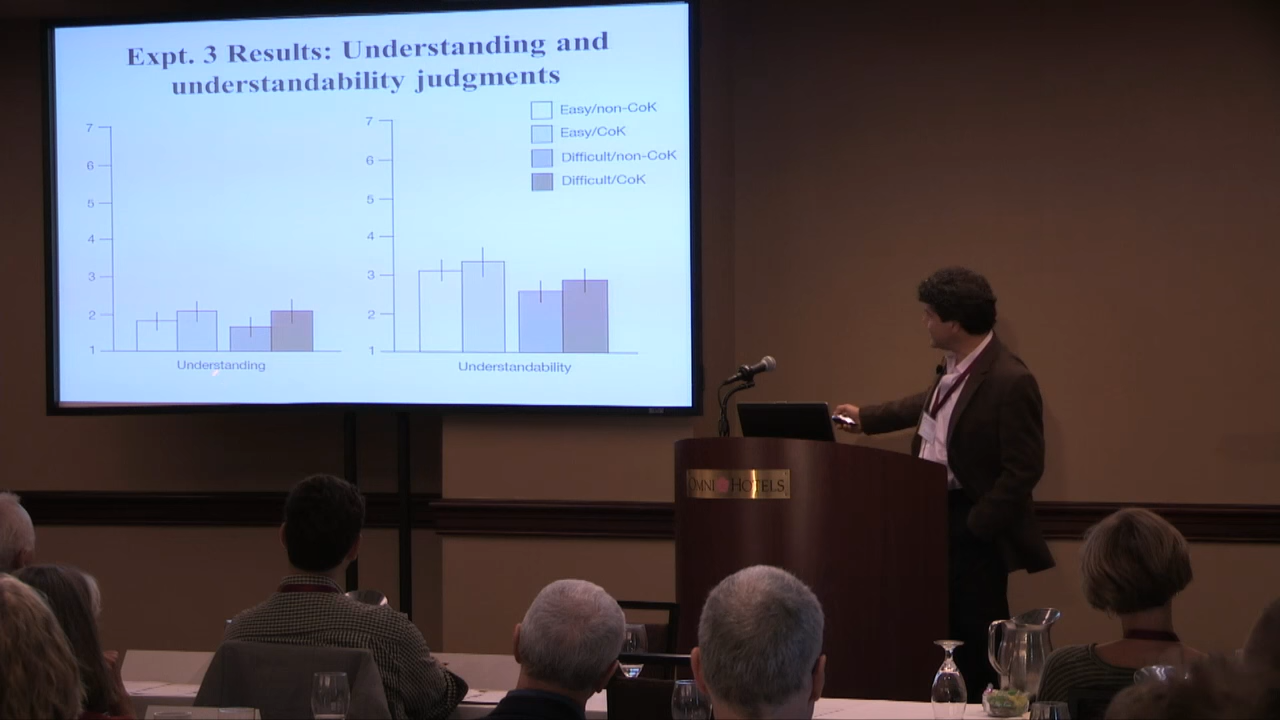 Expt. 3 Results: Understanding and
understandability judgments
Easy/non-CoK
Easy/CoK
Difficult/non-CoK
Difficult/CoK
7
6
5
4
3
2
1
Understanding
7
6
5
4
3
2
1
Understandability
OMNI HOTELS